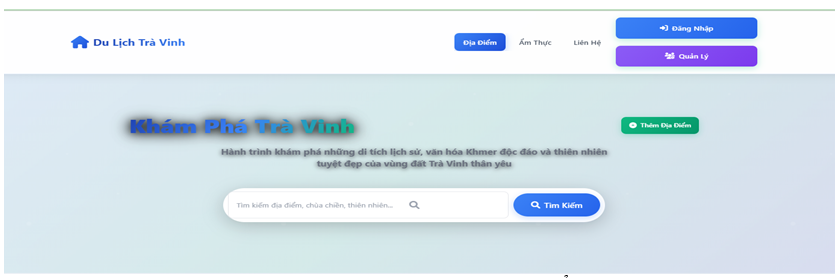 Du Lịch Trà Vinh
Địa Điểm
Ẩm Thực
Liên Hệ
Đăng Nhập
Quản Lý
Khám Phá Trà Vinh
Thêm Địa Điểm
Hành trình khám phá những di tích lịch sử, văn hóa Khmer độc đáo và thiên nhiên
tuyệt đẹp của vùng đất Trà Vinh thân yêu
Tìm kiếm địa điểm, chùa chiền, thiên nhiên...
Tìm Kiếm